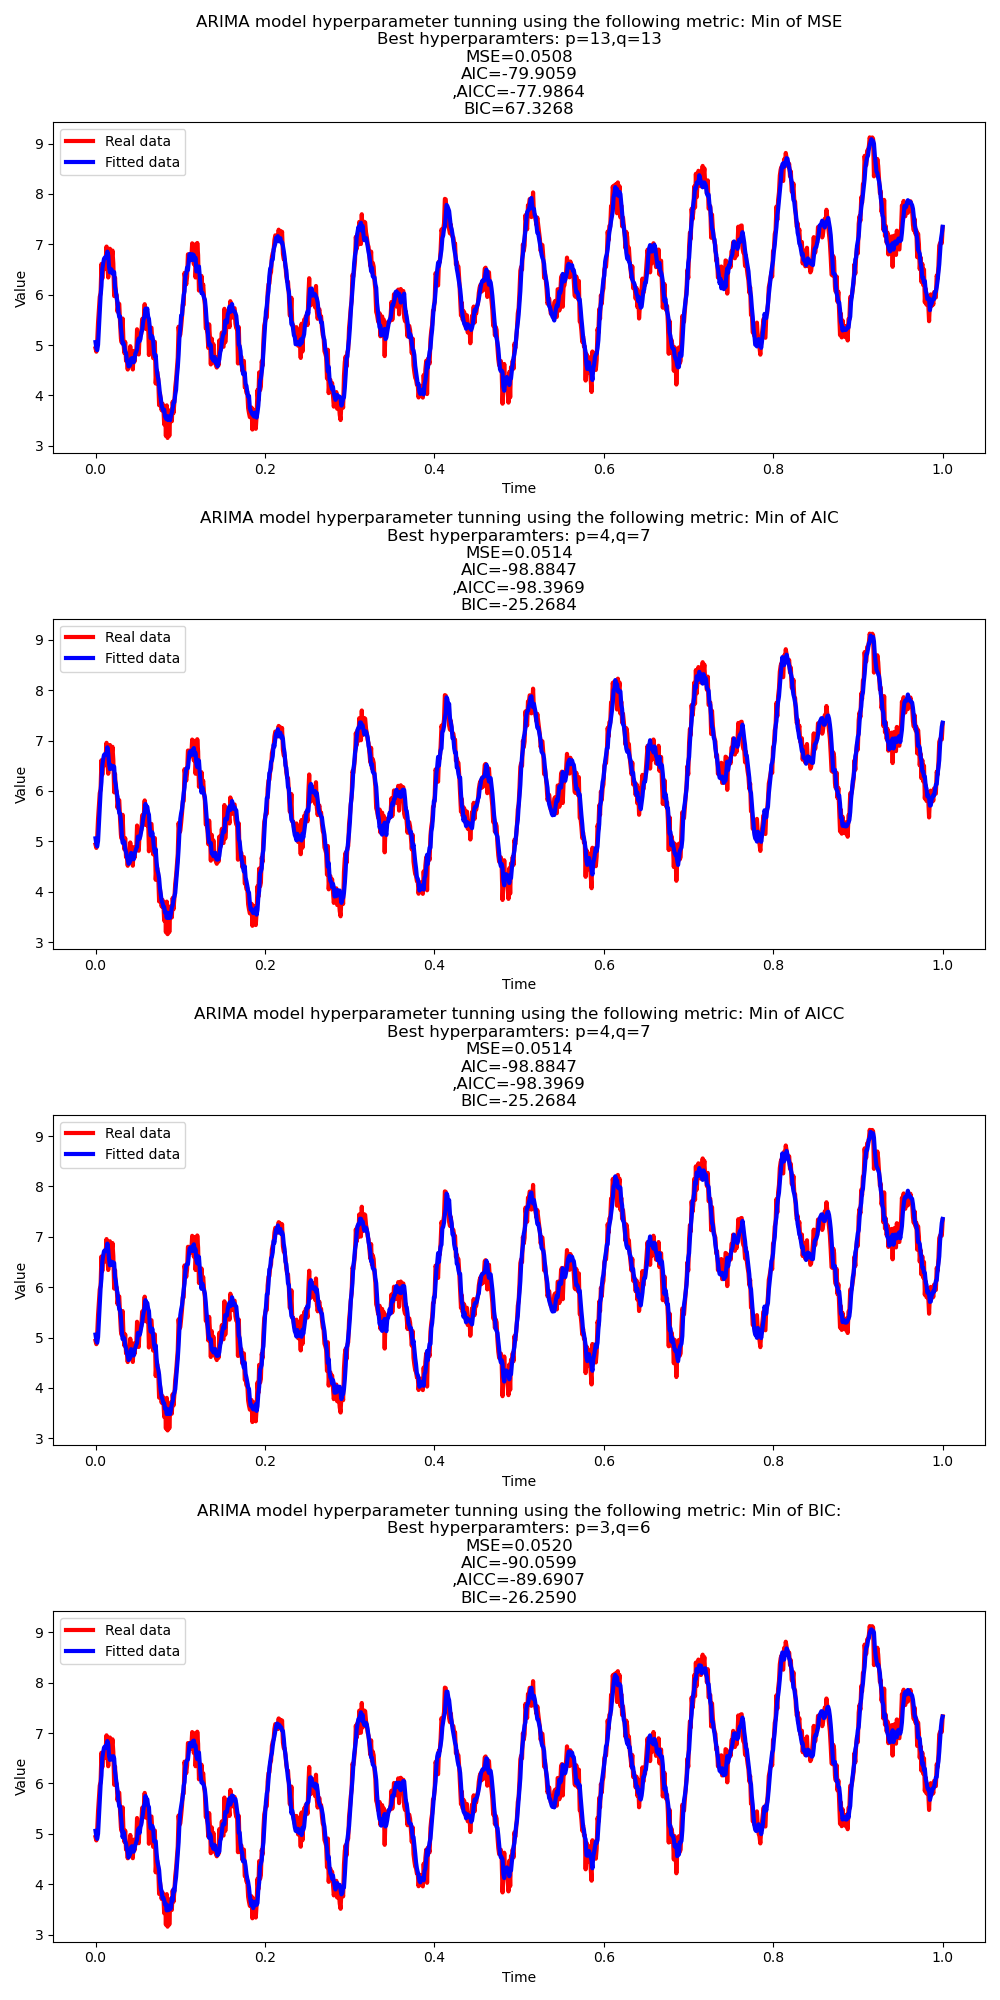 ARIMA model hyperparameter tunning using the following metric: Min of MSE
Best hyperparamters: p=13,q=13
MSE=0.0508
AIC=-79.9059
,AICC=-77.9864
BIC=67.3268
Real data
Fitted data
9
8
7
6
5
4
3
Value
0.0 0.2 0.4 0.6 0.8 1.0
Time
ARIMA model hyperparameter tunning using the following metric: Min of AIC
Best hyperparamters: p=4,q=7
MSE=0.0514
AIC=-98.8847
,AICC=-98.3969
BIC=-25.2684
Real data
Fitted data
9
8
7
6
5
4
3
Value
0.0 0.2 0.4 0.6 0.8 1.0
Time
ARIMA model hyperparameter tunning using the following metric: Min of AICC
Best hyperparamters: p=4,q=7
MSE=0.0514
AIC=-98.8847
,AICC=-98.3969
BIC=-25.2684
Real data
Fitted data
9
8
7
6
5
4
3
Value
0.0 0.2 0.4 0.6 0.8 1.0
Time
ARIMA model hyperparameter tunning using the following metric: Min of BIC:
Best hyperparamters: p=3,q=6
MSE=0.0520
AIC=-90.0599
,AICC=-89.6907
BIC=-26.2590
Real data
Fitted data
9
8
7
6
5
4
3
Value
0.0 0.2 0.4 0.6 0.8 1.0
Time